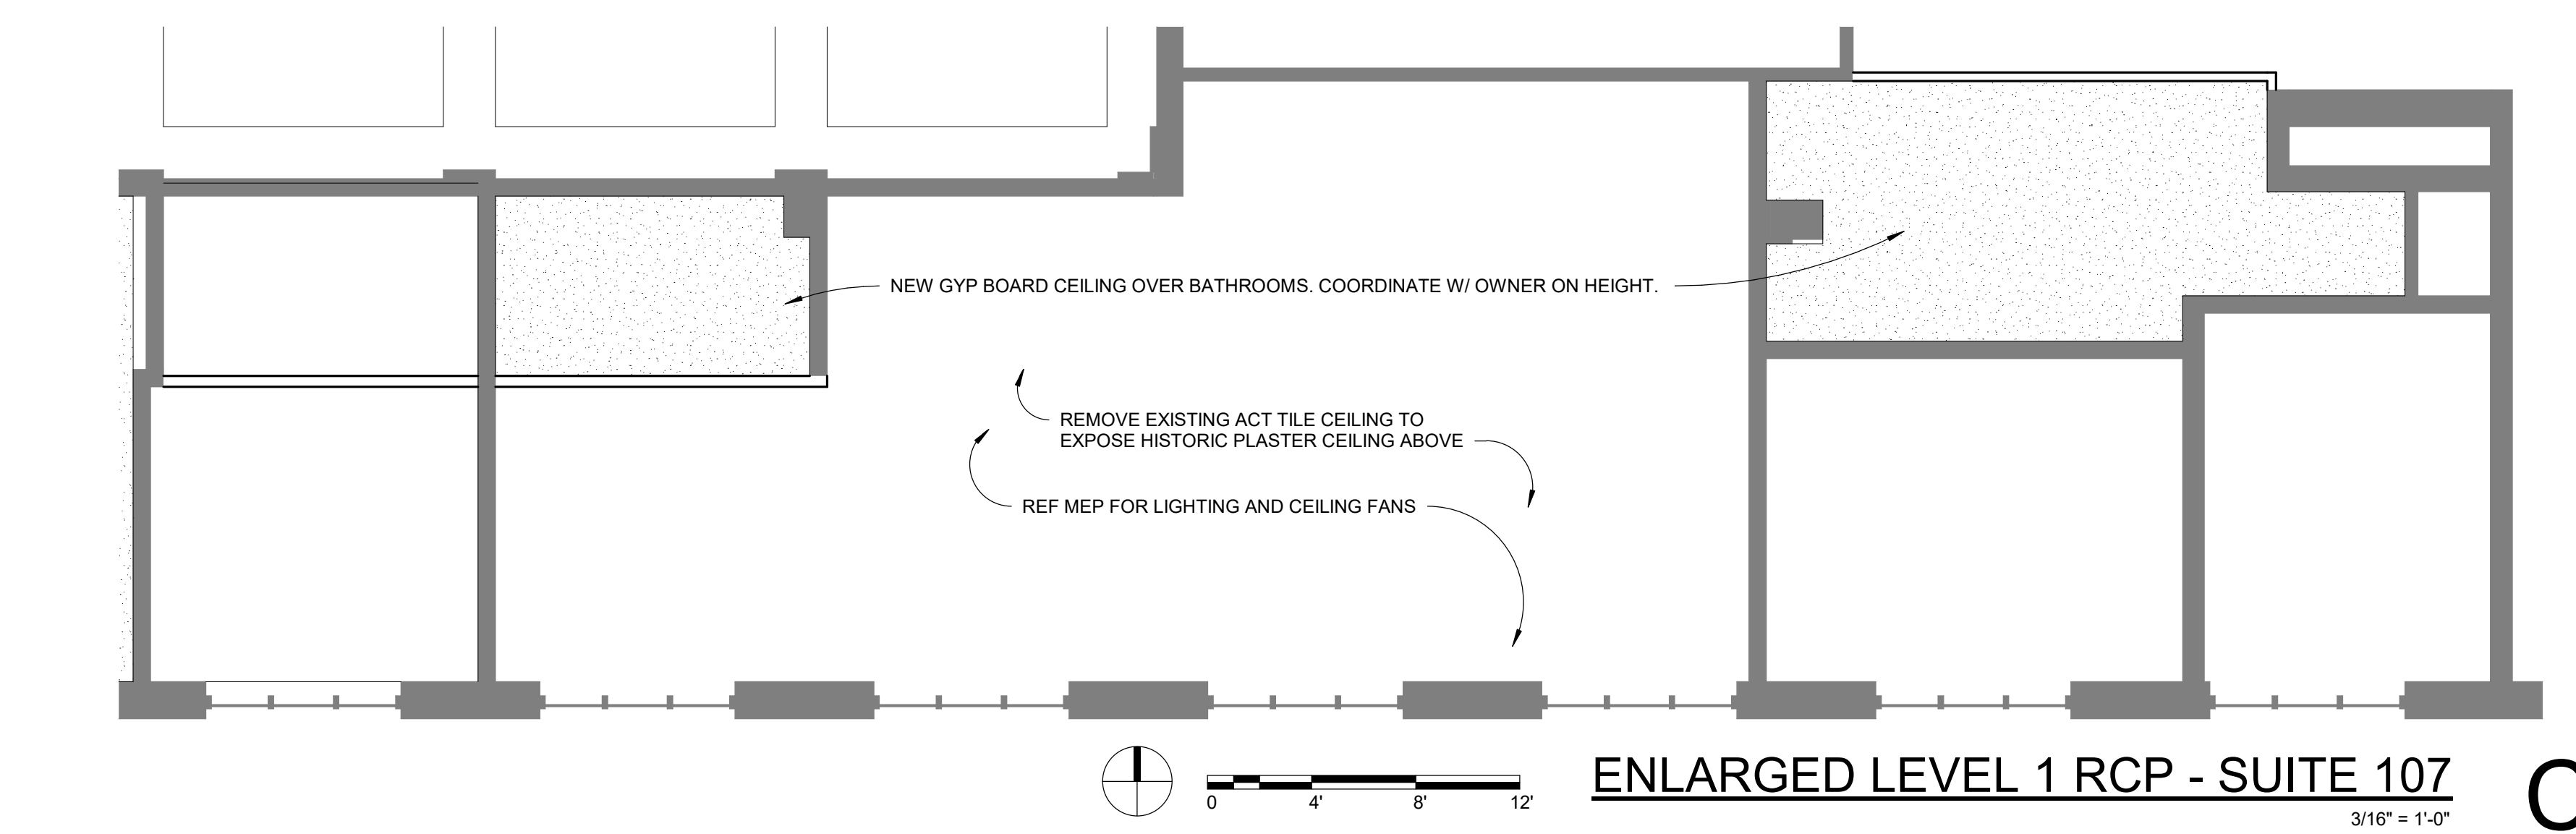 NEW GYP BOARD CEILING OVER BATHROOMS. COORDINATE W/ OWNER ON HEIGHT.
REMOVE EXISTING ACT TILE CEILING TO
EXPOSE HISTORIC PLASTER CEILING ABOVE
REF MEP FOR LIGHTING AND CEILING FANS
0 4' 8' 12'
ENLARGED LEVEL 1 RCP - SUITE 107
3/16" = 1'-0"